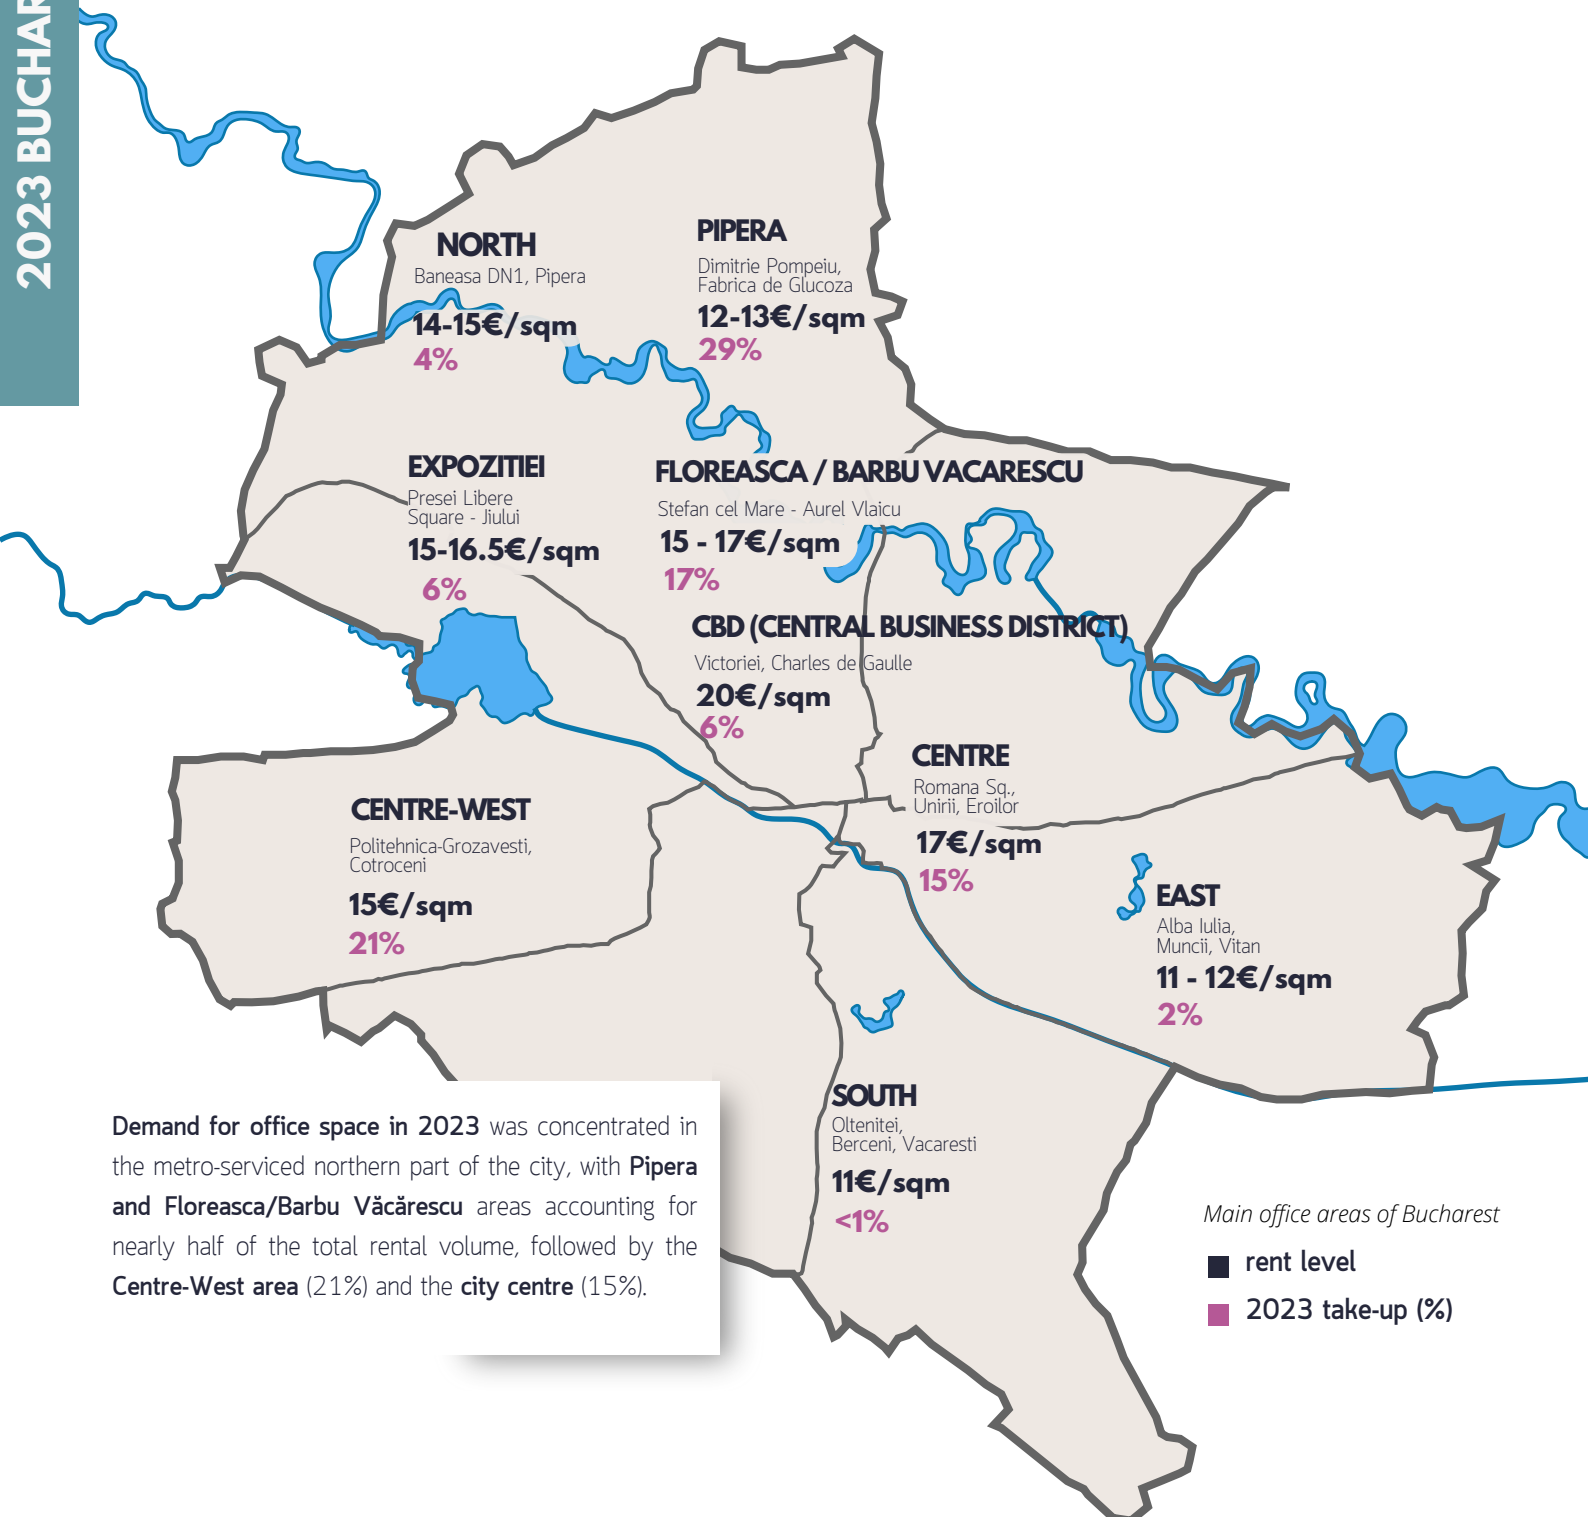 2023 BUCHAR
NORTH
Baneasa DN1, Pipera
14-15€/sqm
4%
PIPERA
Dimitrie Pompeiu,
Fabrica de Glucoza
12-13€/sqm
29%
EXPOZITIEI
Presei Libere
Square - Jiului
15-16.5€/sqm
6%
FLOREASCA / BARBU VACARESCU
Stefan cel Mare - Aurel Vlaicu
15 - 17€/sqm
17%
CBD (CENTRAL BUSINESS DISTRICT)
Victoriei, Charles de Gaulle
20€/sqm
6%
CENTRE
Romana Sq.,
Unirii, Eroilor
17€/sqm
15%
CENTRE-WEST
Politehnica-Grozavesti,
Cotroceni
15€/sqm
21%
EAST
Alba Iulia,
Muncii, Vitan
11 - 12€/sqm
2%
SOUTH
Oltenitei,
Berceni, Vacaresti
11€/sqm
<1%
Demand for office space in 2023 was concentrated in
the metro-serviced northern part of the city, with Pipera
and Floreasca/Barbu Văcărescu areas accounting for
nearly half of the total rental volume, followed by the
Centre-West area (21%) and the city centre (15%).
Main office areas of Bucharest
rent level
2023 take-up (%)